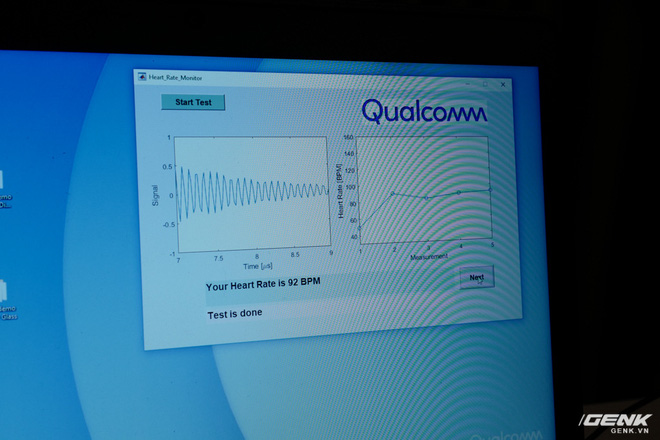 Heart_Rate_Monitor
Start Test
Qualcomm
1
0.5
0
-0.5
-1
Signal
7
7.5
8
8.5
9
Time [µs]
160
140
120
100
80
60
40
Heart Rate [BPM]
1
2
3
4
5
Measurement
Your Heart Rate is 92 BPM
Next
Test is done
Glass
GENK
GENK.VN